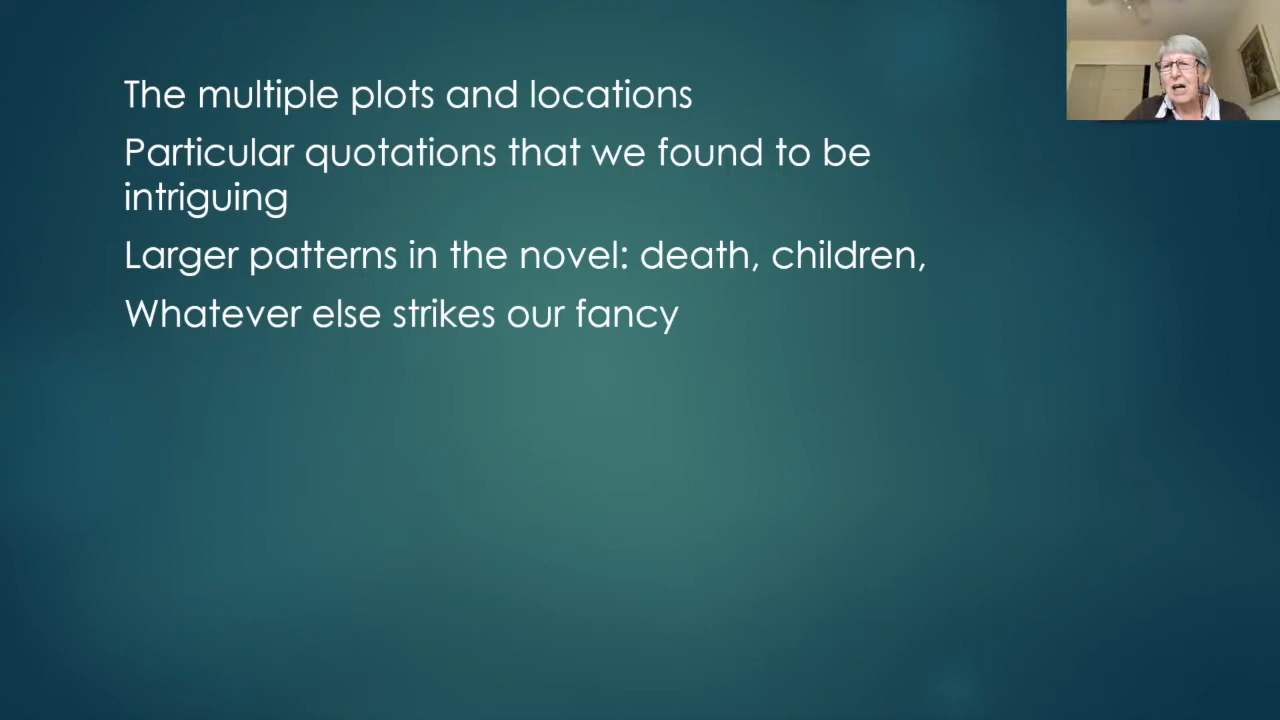 The multiple plots and locations
Particular quotations that we found to be
intriguing
Larger patterns in the novel: death, children,
Whatever else strikes our fancy